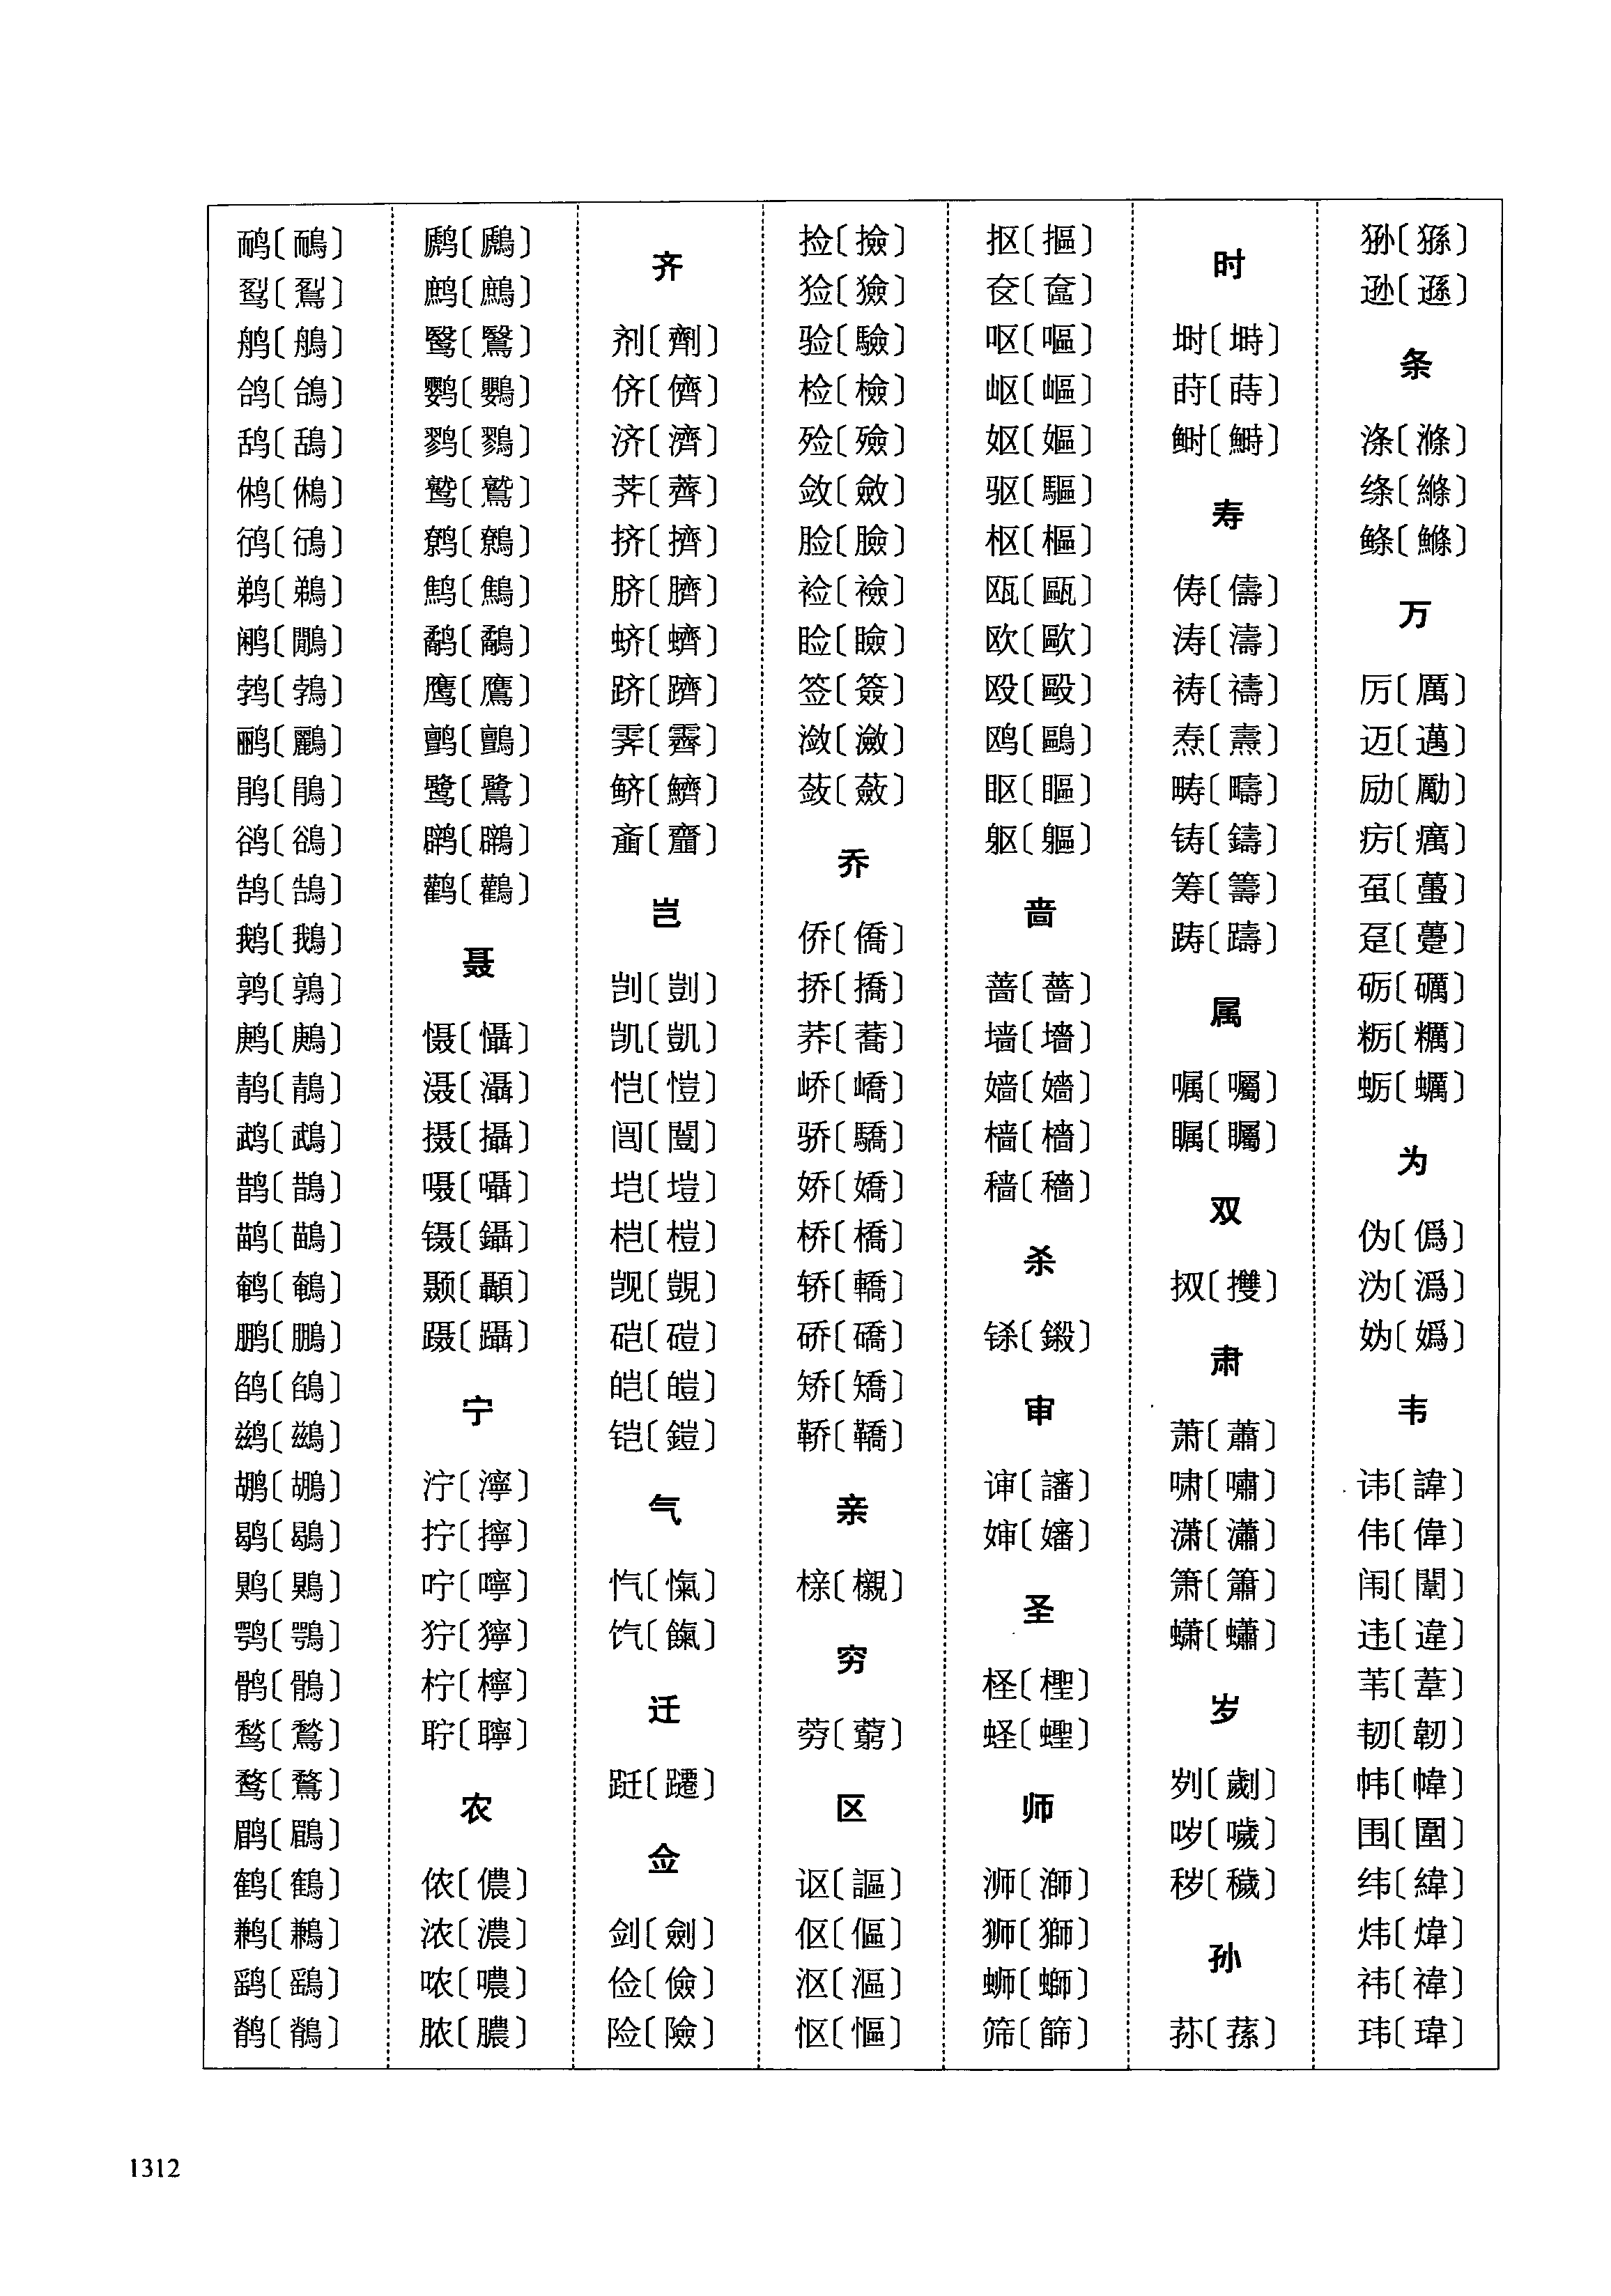 鸸〔鴯〕
䴕〔鴷〕
鸼〔鵃〕
鸽〔鴿〕
鸹〔鴰〕
鸺〔鵂〕
鸻〔鴴〕
鹈〔鵜〕
鹇〔鷴〕
鹁〔鵓〕
鹂〔鸝〕
鹃〔鵑〕
鹆〔鵒〕
鹄〔鵠〕
鹅〔鵝〕
鹑〔鶉〕
鹒〔鶊〕
䴖〔鶄〕
鹉〔鵡〕
鹊〔鵲〕
鹋〔鶓〕
鹌〔鵪〕
鹏〔鵬〕
鹐〔鵮〕
鹚〔鷀〕
鹕〔鶘〕
鹖〔鶡〕
䴗〔鶪〕
鹗〔鶚〕
鹘〔鶻〕
鹙〔鶖〕
鹜〔鶩〕
鹛〔鶥〕
鹤〔鶴〕
鹣〔鶼〕
鹞〔鷂〕
鹡〔鶺〕
䴘〔鷈〕
鹧〔鷓〕
鹥〔鷖〕
鹦〔鸚〕
鹨〔鷚〕
鹫〔鷲〕
鹩〔鷯〕
鹪〔鷦〕
鹬〔鷸〕
鹰〔鷹〕
鹯〔鸇〕
鹭〔鷺〕
䴙〔鸊〕
鹳〔鸛〕
聂
慑〔懾〕
滠〔灄〕
摄〔攝〕
嗫〔囁〕
镊〔鑷〕
颞〔顳〕
蹑〔躡〕
宁
泞〔濘〕
拧〔擰〕
咛〔嚀〕
狞〔獰〕
柠〔檸〕
聍〔聹〕
农
侬〔儂〕
浓〔濃〕
哝〔噥〕
脓〔膿〕
齐
剂〔劑〕
侪〔儕〕
济〔濟〕
荠〔薺〕
挤〔擠〕
脐〔臍〕
蛴〔蠐〕
跻〔躋〕
霁〔霽〕
鲚〔鱭〕
齑〔齏〕
岂
剀〔剴〕
凯〔凱〕
恺〔愷〕
闿〔闓〕
垲〔塏〕
桤〔榿〕
觊〔覬〕
硙〔磑〕
皑〔皚〕
铠〔鎧〕
气
忾〔愾〕
饩〔餼〕
迁
跹〔躚〕
佥
剑〔劍〕
俭〔儉〕
险〔險〕
捡〔撿〕
猃〔獫〕
验〔驗〕
检〔檢〕
殓〔殮〕
敛〔斂〕
脸〔臉〕
裣〔襝〕
睑〔瞼〕
签〔簽〕
潋〔瀲〕
蔹〔蘞〕
乔
侨〔僑〕
挢〔撟〕
荞〔蕎〕
峤〔嶠〕
骄〔驕〕
娇〔嬌〕
桥〔橋〕
轿〔轎〕
硚〔礄〕
矫〔矯〕
鞒〔鞽〕
亲
榇〔櫬〕
穷
䓖〔藭〕
区
讴〔謳〕
伛〔傴〕
沤〔漚〕
怄〔慪〕
抠〔摳〕
奁〔奩〕
呕〔嘔〕
岖〔嶇〕
妪〔嫗〕
驱〔驅〕
枢〔樞〕
瓯〔甌〕
欧〔歐〕
殴〔毆〕
鸥〔鷗〕
眍〔瞘〕
躯〔軀〕
啬
蔷〔薔〕
墙〔墻〕
嫱〔嬙〕
樯〔檣〕
穑〔穡〕
杀
铩〔鎩〕
审
谉〔讅〕
婶〔嬸〕
圣
柽〔檉〕
蛏〔蟶〕
师
浉〔溮〕
狮〔獅〕
蛳〔螄〕
筛〔篩〕
时
埘〔塒〕
莳〔蒔〕
鲥〔鰣〕
寿
俦〔儔〕
涛〔濤〕
祷〔禱〕
焘〔燾〕
畴〔疇〕
铸〔鑄〕
筹〔籌〕
踌〔躊〕
属
嘱〔囑〕
瞩〔矚〕
双
㧐〔㩳〕
肃
萧〔蕭〕
啸〔嘯〕
潇〔瀟〕
箫〔簫〕
蟏〔蠨〕
岁
刿〔劌〕
哕〔噦〕
秽〔穢〕
孙
荪〔蓀〕
狲〔猻〕
逊〔遜〕
条
涤〔滌〕
绦〔縧〕
鲦〔鰷〕
万
厉〔厲〕
迈〔邁〕
励〔勵〕
疠〔癘〕
虿〔蠆〕
趸〔躉〕
砺〔礪〕
粝〔糲〕
蛎〔蠣〕
为
伪〔僞〕
沩〔潙〕
妫〔嬀〕
韦
讳〔諱〕
伟〔偉〕
闱〔闈〕
违〔違〕
苇〔葦〕
韧〔韌〕
帏〔幃〕
围〔圍〕
纬〔緯〕
炜〔煒〕
祎〔禕〕
玮〔瑋〕
1312